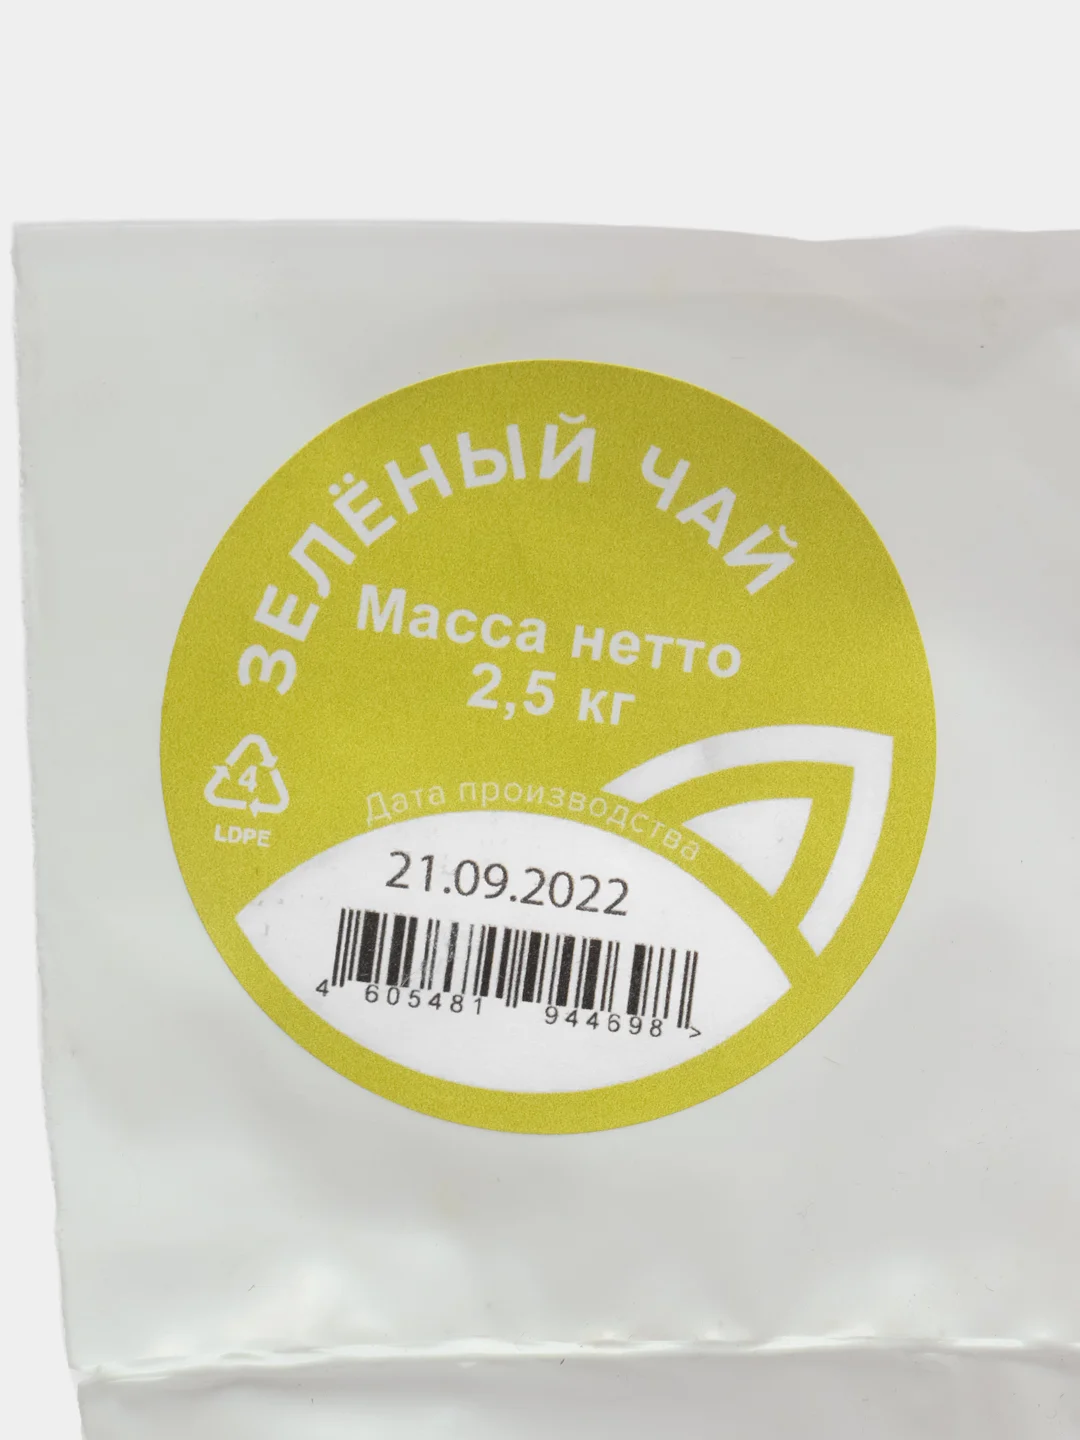 ЗЕЛЁНЫЙ ЧАЙ
Масса нетто
2,5 кг
4
LDPE
Дата производства
21.09.2022
4 605481 944698 >